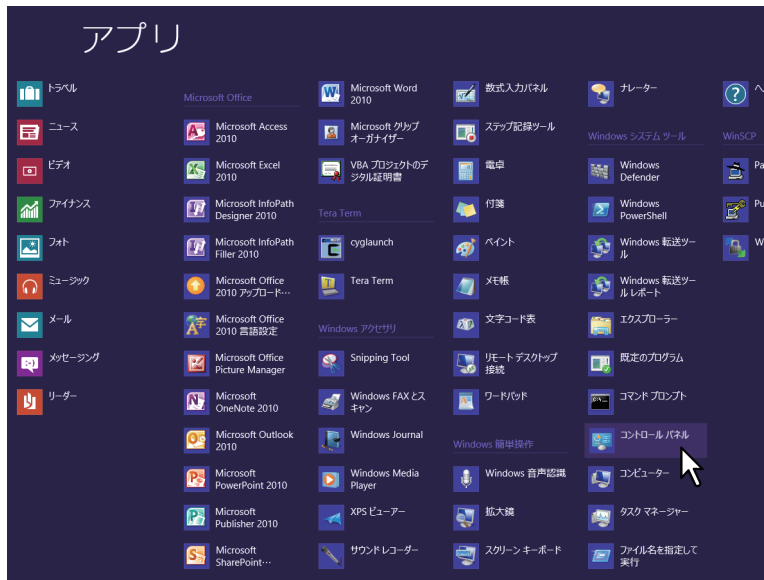 アプリ
トラベル
ニュース
ビデオ
ファイナンス
フォト
ミュージック
メール
メッセージング
リーダー
Microsoft Office
Microsoft Access
2010
Microsoft Excel
2010
Microsoft InfoPath
Designer 2010
Microsoft InfoPath
Filler 2010
Microsoft Office
2010 アップロード…
Microsoft Office
2010 言語設定
Microsoft Office
Picture Manager
Microsoft
OneNote 2010
Microsoft Outlook
2010
Microsoft
PowerPoint 2010
Microsoft
Publisher 2010
Microsoft
SharePoint…
Microsoft Word
2010
Microsoft クリップ
オーガナイザー
VBA プロジェクトのデ
ジタル証明書
Tera Term
cyglaunch
Tera Term
Windows アクセサリ
Snipping Tool
Windows FAX とス
キャン
Windows Journal
Windows Media
Player
XPS ビューアー
サウンド レコーダー
数式入力パネル
ステップ記録ツール
電卓
付箋
ペイント
メモ帳
文字コード表
リモート デスクトップ
接続
ワードパッド
Windows 簡単操作
Windows 音声認識
拡大鏡
スクリーン キーボード
ナレーター
Windows システム ツール
Windows
Defender
Windows
PowerShell
Windows 転送ツー
ル
Windows 転送ツー
ル レポート
エクスプローラー
既定のプログラム
コマンド プロンプト
コントロール パネル
コンピューター
タスク マネージャー
ファイル名を指定して
実行
ヘ
WinSCP
Pa
Pu
W